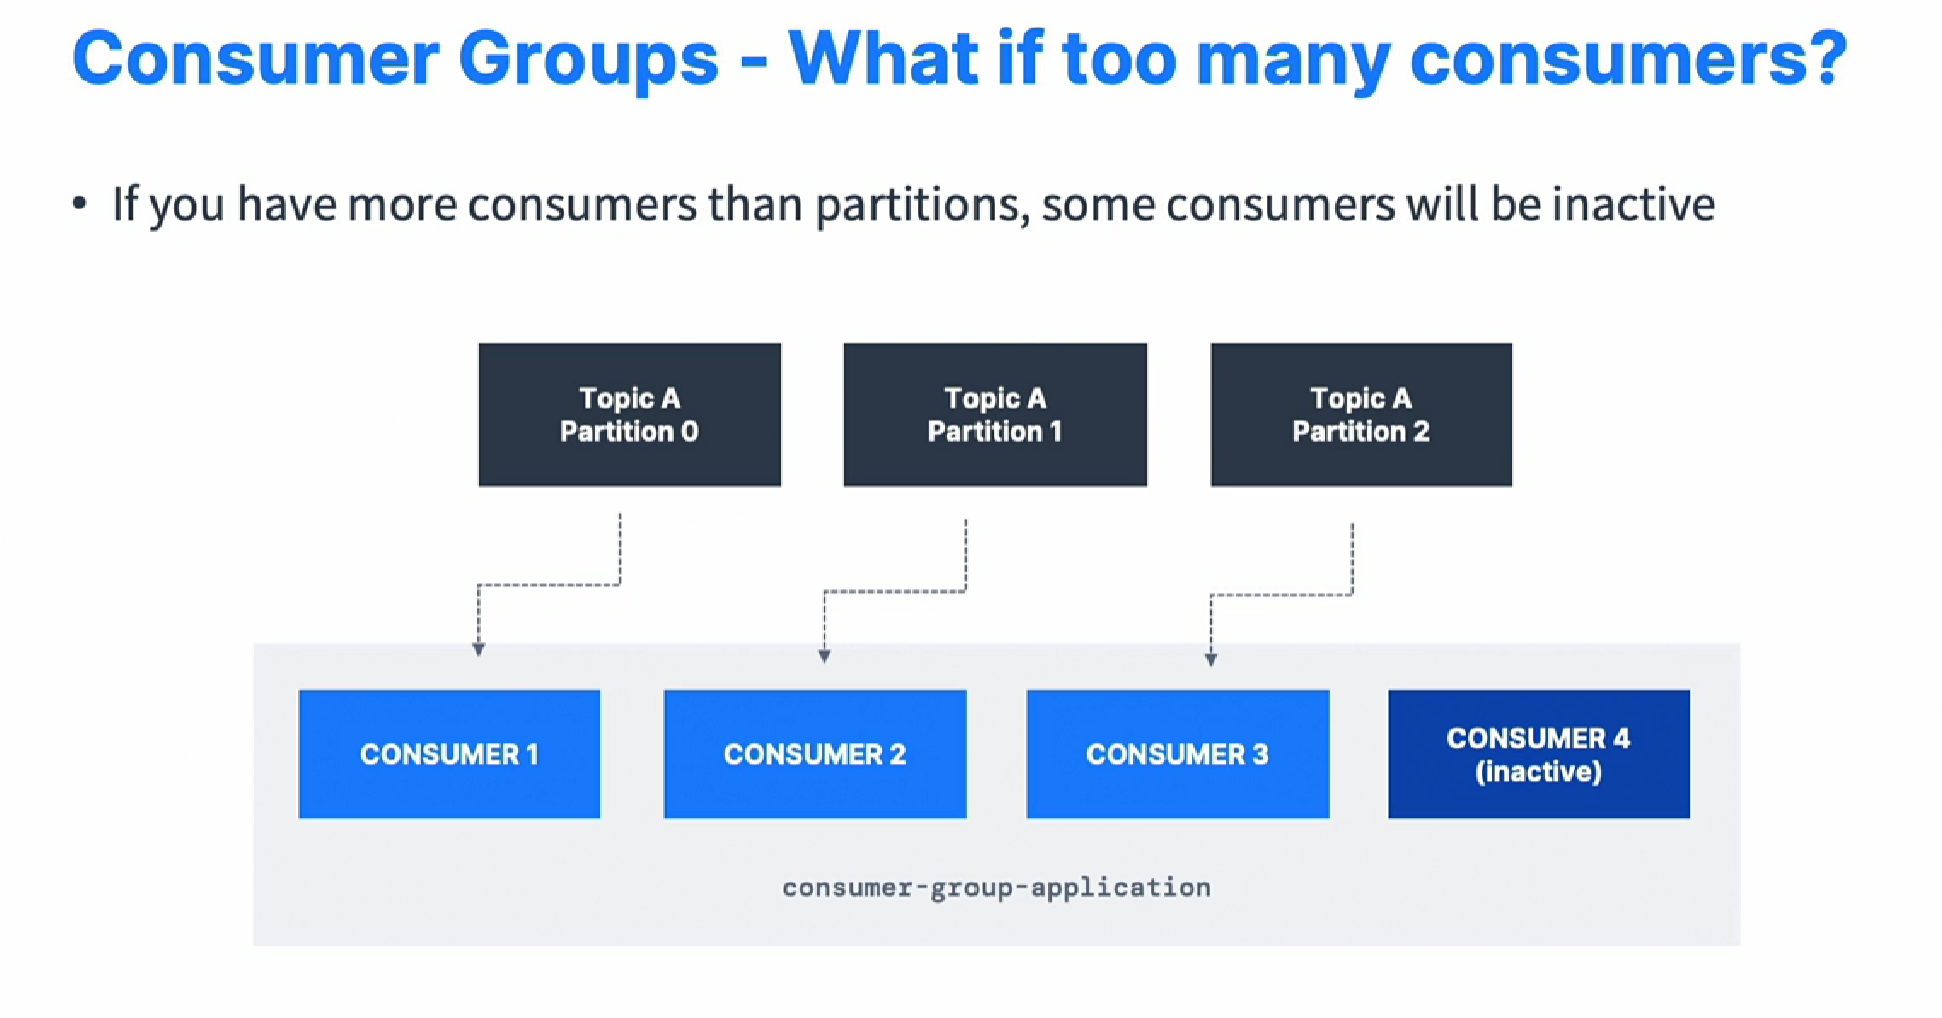 Consumer Groups - What if too many consumers?
• If you have more consumers than partitions, some consumers will be inactive
Topic A
Partition 0
Topic A
Partition 1
Topic A
Partition 2
CONSUMER 1
CONSUMER 2
CONSUMER 3
CONSUMER 4
(inactive)
consumer-group-application